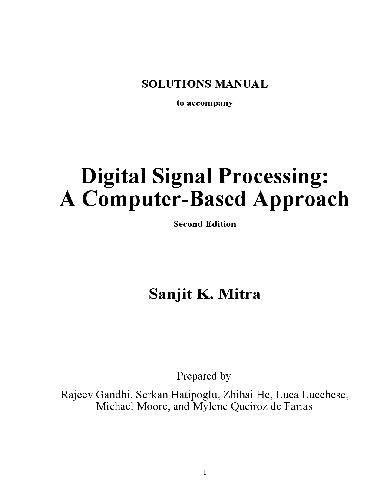 SOLUTIONS MANUAL
to accompany
Digital Signal Processing:
A Computer-Based Approach
Second Edition
Sanjit K. Mitra
Prepared by
Rajeev Gandhi, Serkan Hatipoglu, Zhihai He, Luca Lucchese,
Michael Moore, and Mylene Queiroz de Farias
1